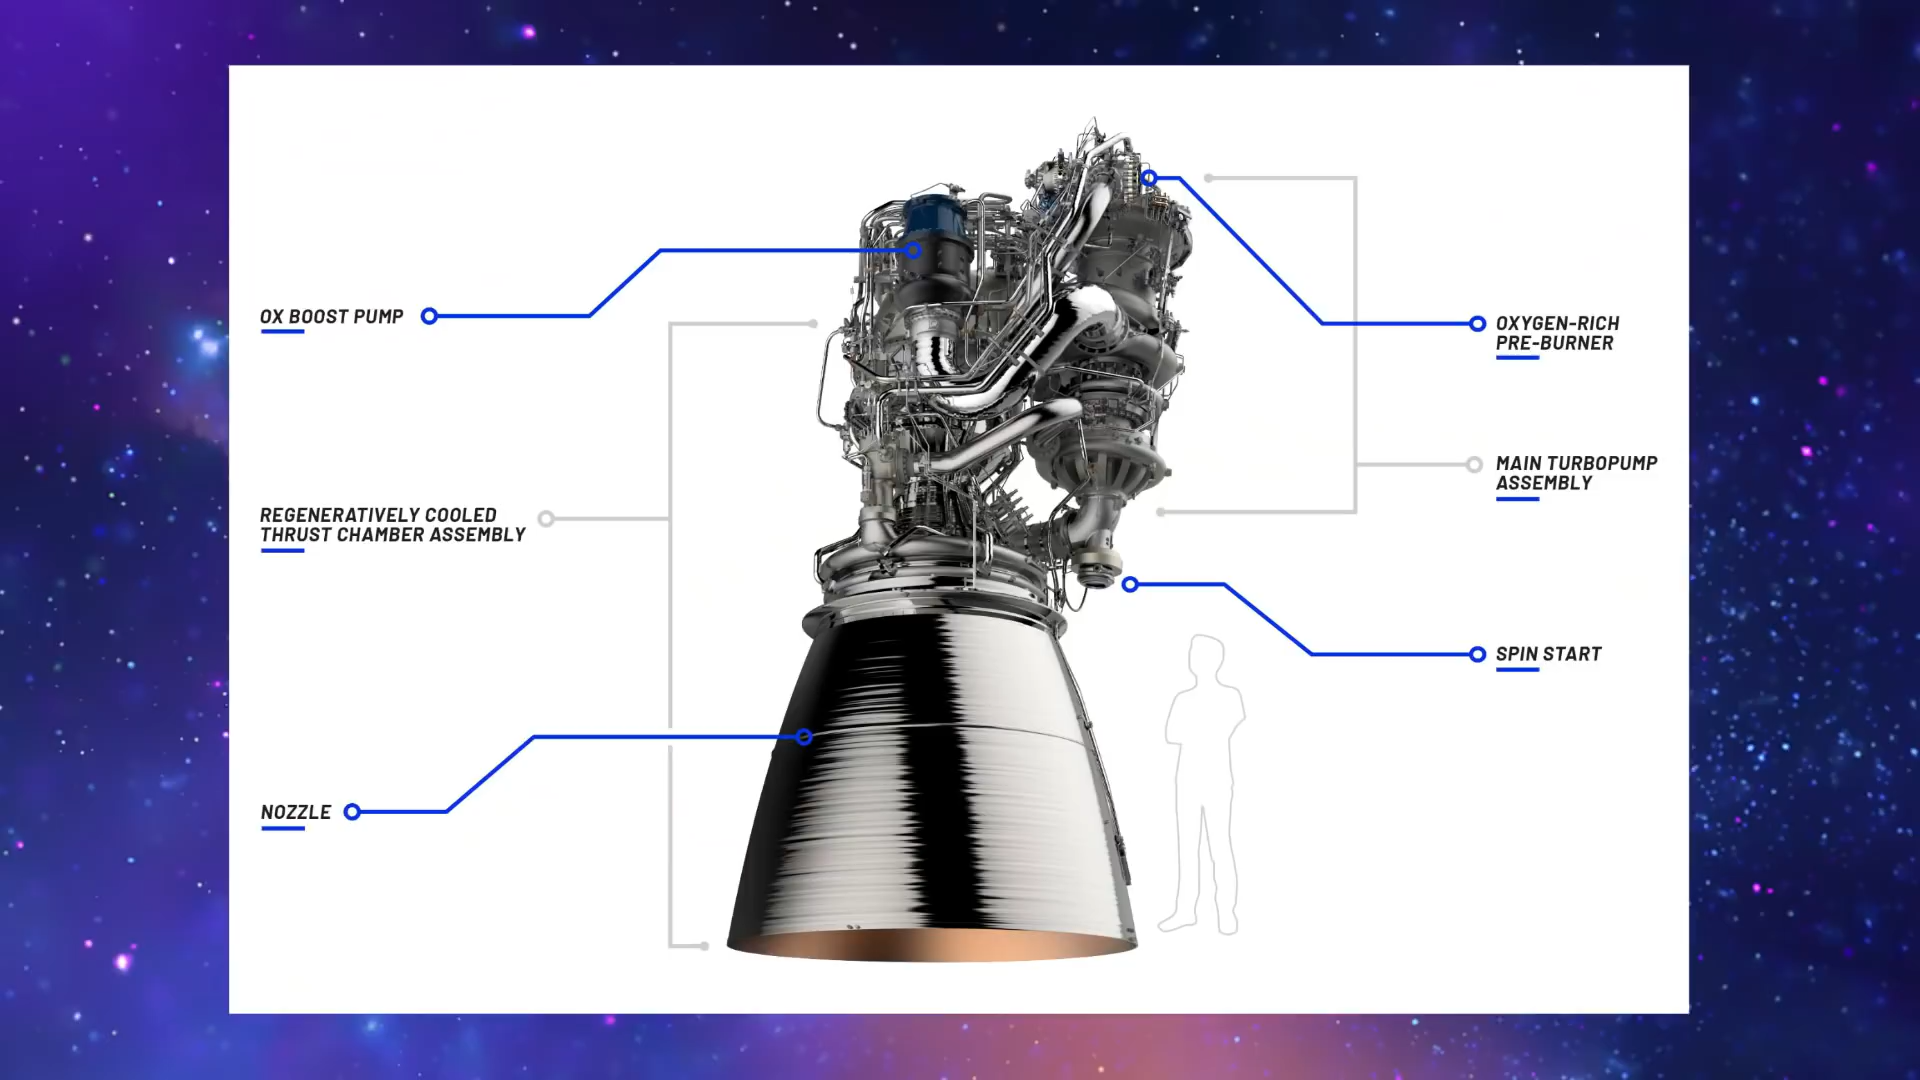 OX BOOST PUMP
REGENERATIVELY COOLED
THRUST CHAMBER ASSEMBLY
NOZZLE
OXYGEN-RICH
PRE-BURNER
MAIN TURBOPUMP
ASSEMBLY
SPIN START